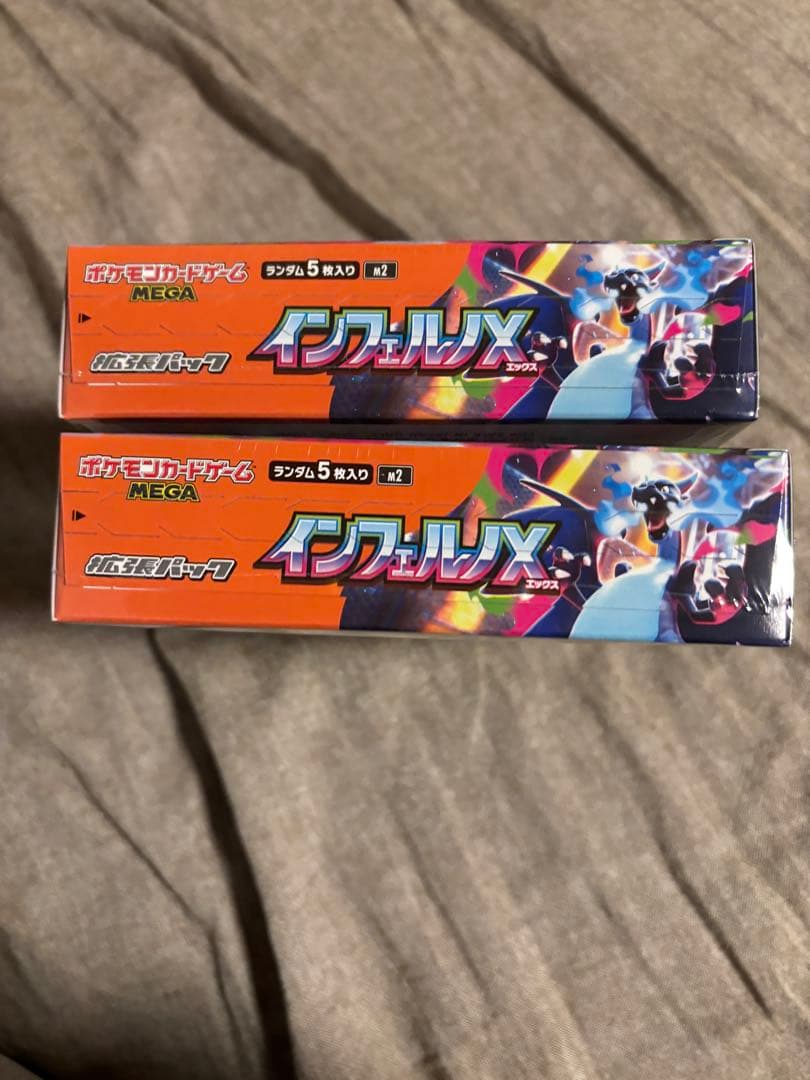 ポケモンカードゲーム
MEGA
ランダム5枚入り M2
インフェルノX
エックス
拡張パック
ポケモンカードゲーム
MEGA
ランダム5枚入り M2
インフェルノX
エックス
拡張パック